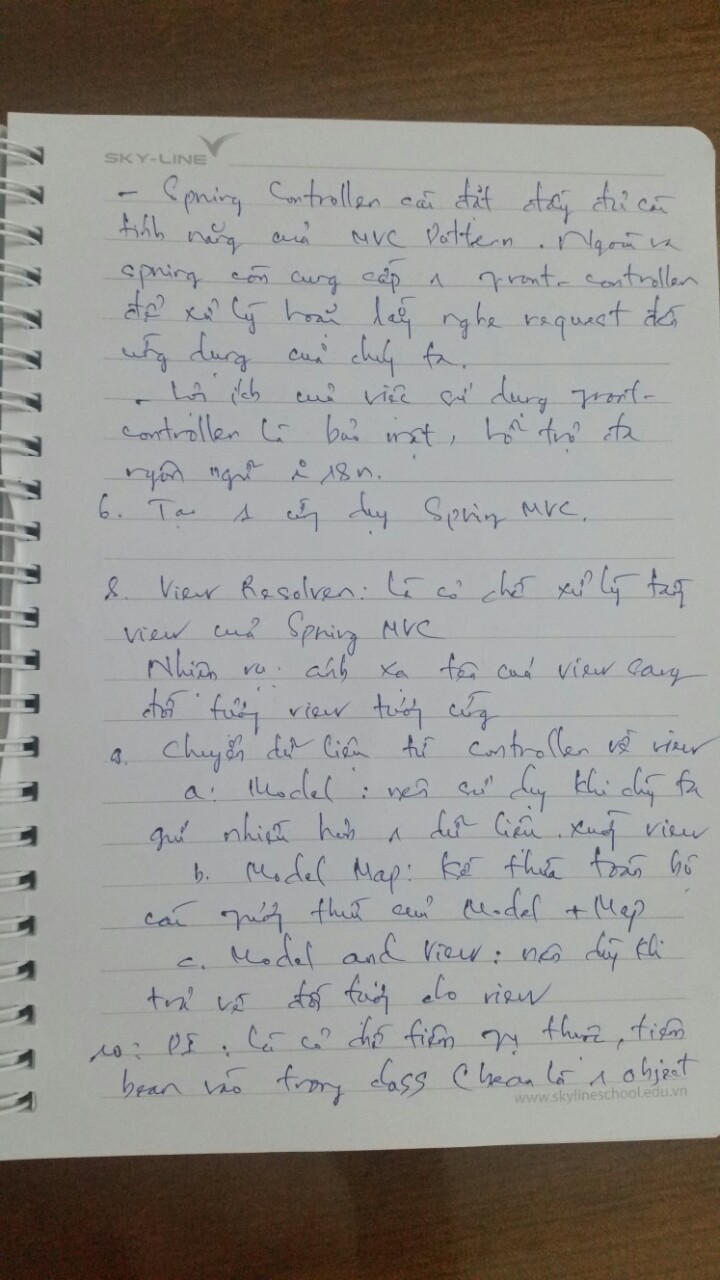 SKY-LINE
- Spring Controller cài đặt đầy đủ các
tính năng của MVC Pattern. Ngoài ra
spring còn cung cấp 1 front-controller
để xử lý hoặc lắng nghe request đến
ứng dụng của chúng ta.
- Lợi ích của việc sử dụng front-
controller là bảo mật, hỗ trợ đa
ngôn ngữ i18n.
6. Tạo 1 ứng dụng Spring MVC.
8. View Resolver: là cơ chế xử lý tầng
view của Spring MVC
Nhiệm vụ: ánh xạ tên của view sang
đối tượng view tương ứng
9. Chuyển dữ liệu từ controller về view
a: Model: nên sử dụng khi chúng ta
gửi nhiều hơn 1 dữ liệu xuống view
b. Model Map: kế thừa toàn bộ
các phương thức của Model + Map
c. Model and View: nên dùng khi
trả về đối tượng cho view
10: DI: là cơ chế tiêm phụ thuộc, tiêm
bean vào trong class (bean là 1 object
www.skylineschool.edu.vn